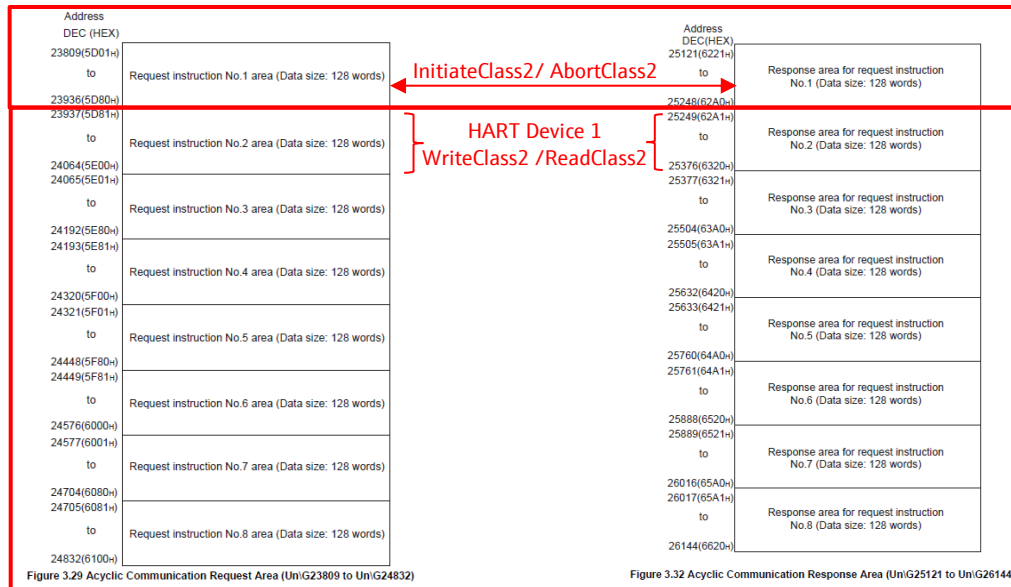 Address
DEC (HEX)
23809(5D01H)
to
23936(5D80H)
Request instruction No.1 area (Data size: 128 words)
23937(5D81H)
to
24064(5E00H)
Request instruction No.2 area (Data size: 128 words)
24065(5E01H)
to
24192(5E80H)
Request instruction No.3 area (Data size: 128 words)
24193(5E81H)
to
24320(5F00H)
Request instruction No.4 area (Data size: 128 words)
24321(5F01H)
to
24448(5F80H)
Request instruction No.5 area (Data size: 128 words)
24449(5F81H)
to
24576(6000H)
Request instruction No.6 area (Data size: 128 words)
24577(6001H)
to
24704(6080H)
Request instruction No.7 area (Data size: 128 words)
24705(6081H)
to
24832(6100H)
Request instruction No.8 area (Data size: 128 words)
Figure 3.29 Acyclic Communication Request Area (Un\G23809 to Un\G24832)
InitiateClass2/ AbortClass2
HART Device 1
WriteClass2 /ReadClass2
Address
DEC(HEX)
25121(6221H)
to
25248(62A0H)
Response area for request instruction
No.1 (Data size: 128 words)
25249(62A1H)
to
25376(6320H)
Response area for request instruction
No.2 (Data size: 128 words)
25377(6321H)
to
25504(63A0H)
Response area for request instruction
No.3 (Data size: 128 words)
25505(63A1H)
to
25632(6420H)
Response area for request instruction
No.4 (Data size: 128 words)
25633(6421H)
to
25760(64A0H)
Response area for request instruction
No.5 (Data size: 128 words)
25761(64A1H)
to
25888(6520H)
Response area for request instruction
No.6 (Data size: 128 words)
25889(6521H)
to
26016(65A0H)
Response area for request instruction
No.7 (Data size: 128 words)
26017(65A1H)
to
26144(6620H)
Response area for request instruction
No.8 (Data size: 128 words)
Figure 3.32 Acyclic Communication Response Area (Un\G25121 to Un\G26144